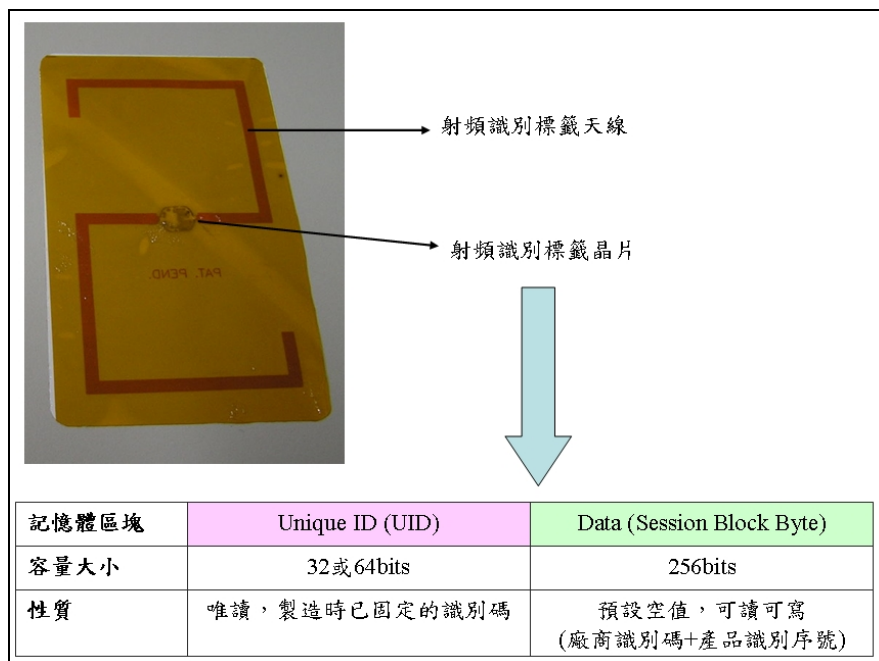 射頻識別標籤天線
射頻識別標籤晶片
PAT. PEND.
記憶體區塊 Unique ID (UID) Data (Session Block Byte)
容量大小 32或64bits 256bits
性質 唯讀，製造時已固定的識別碼 預設空值，可讀可寫
(廠商識別碼+產品識別序號)